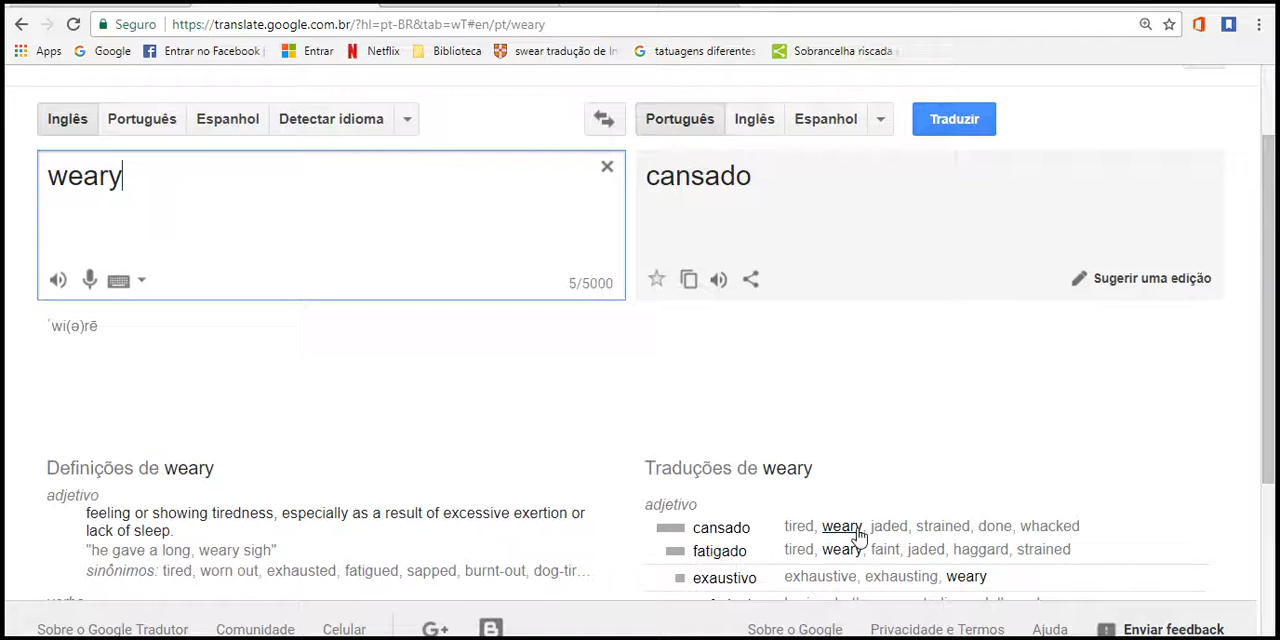 Seguro https://translate.google.com.br/?hl=pt-BR&tab=wT#en/pt/weary
Apps Google Entrar no Facebook Entrar Netflix Biblioteca swear tradução de In tatuagens diferentes Sobrancelha riscada
Inglês Português Espanhol Detectar idioma Português Inglês Espanhol Traduzir
weary cansado
5/5000 Sugerir uma edição
ˈwi(ə)rē
Definições de weary Traduções de weary
adjetivo adjetivo
feeling or showing tiredness, especially as a result of excessive exertion or
lack of sleep.
"he gave a long, weary sigh"
sinônimos: tired, worn out, exhausted, fatigued, sapped, burnt-out, dog-tir…
cansado tired, weary, jaded, strained, done, whacked
fatigado tired, weary, faint, jaded, haggard, strained
exaustivo exhaustive, exhausting, weary
Sobre o Google Tradutor Comunidade Celular G+ B Sobre o Google Privacidade e Termos Ajuda Enviar feedback